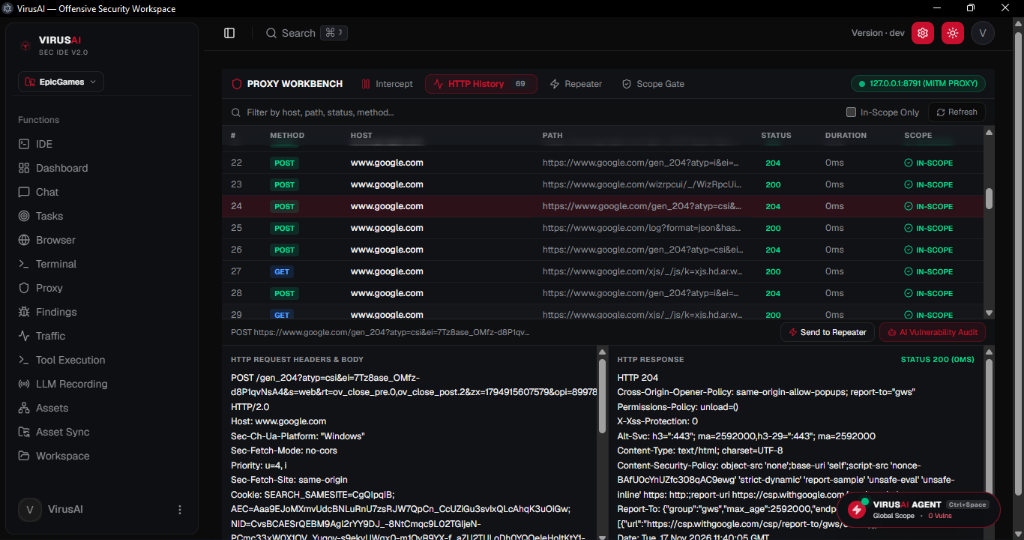 VirusAI — Offensive Security Workspace
VIRUSAI
SEC IDE V2.0
EpicGames
Functions
IDE
Dashboard
Chat
Tasks
Browser
Terminal
Proxy
Findings
Traffic
Tool Execution
LLM Recording
Assets
Asset Sync
Workspace
V VirusAI
Search ⌘ J
Version · dev
V
PROXY WORKBENCH Intercept HTTP History 69 Repeater Scope Gate 127.0.0.1:8791 (MITM PROXY)
Filter by host, path, status, method... In-Scope Only Refresh
# METHOD HOST PATH STATUS DURATION SCOPE
22 POST www.google.com https://www.google.com/gen_204?atyp=i&ei=... 204 0ms IN-SCOPE
23 POST www.google.com https://www.google.com/wizrpcui/_/WizRpcUi... 200 0ms IN-SCOPE
24 POST www.google.com https://www.google.com/gen_204?atyp=csi&... 204 0ms IN-SCOPE
25 POST www.google.com https://www.google.com/log?format=json&has... 200 0ms IN-SCOPE
26 POST www.google.com https://www.google.com/gen_204?atyp=csi&ei... 204 0ms IN-SCOPE
27 GET www.google.com https://www.google.com/xjs/_/js/k=xjs.hd.ar.w... 200 0ms IN-SCOPE
28 POST www.google.com https://www.google.com/gen_204?atyp=i&ei=... 204 0ms IN-SCOPE
29 GET www.google.com https://www.google.com/xjs/_/js/k=xjs.hd.ar.w... 200 0ms IN-SCOPE
POST https://www.google.com/gen_204?atyp=csi&ei=7Tz8ase_OMfz-d8P1qv... Send to Repeater AI Vulnerability Audit
HTTP REQUEST HEADERS & BODY
POST /gen_204?atyp=csi&ei=7Tz8ase_OMfz-
d8P1qvNsA4&s=web&rt=ov_close_pre.0,ov_close_post.2&zx=1794915607579&opi=89978
HTTP/2.0
Host: www.google.com
Sec-Ch-Ua-Platform: "Windows"
Sec-Fetch-Mode: no-cors
Priority: u=4, i
Sec-Fetch-Site: same-origin
Cookie: SEARCH_SAMESITE=CgQIpqIB;
HTTP RESPONSE STATUS 200 (0MS)
HTTP 204
Cross-Origin-Opener-Policy: same-origin-allow-popups; report-to="gws"
Permissions-Policy: unload=()
X-Xss-Protection: 0
Alt-Svc: h3=":443"; ma=2592000,h3-29=":443"; ma=2592000
Content-Type: text/html; charset=UTF-8
Content-Security-Policy: object-src 'none';base-uri 'self';script-src 'nonce-
BAfU0cYnUZfc308qAC9ewg' 'strict-dynamic' 'report-sample' 'unsafe-eval' 'unsafe-
inline' https: http:;report-uri https://csp.withgoogle.com/
Report-To: {"group":"gws","max_age":2592000,"endp
[{"url":"https://csp.withgoogle.com/csp/report-to/gws/
Date: Tue, 17 Nov 2026 11:40:05 GMT
VIRUSAI AGENT Ctrl+Space
Global Scope • 0 Vulns